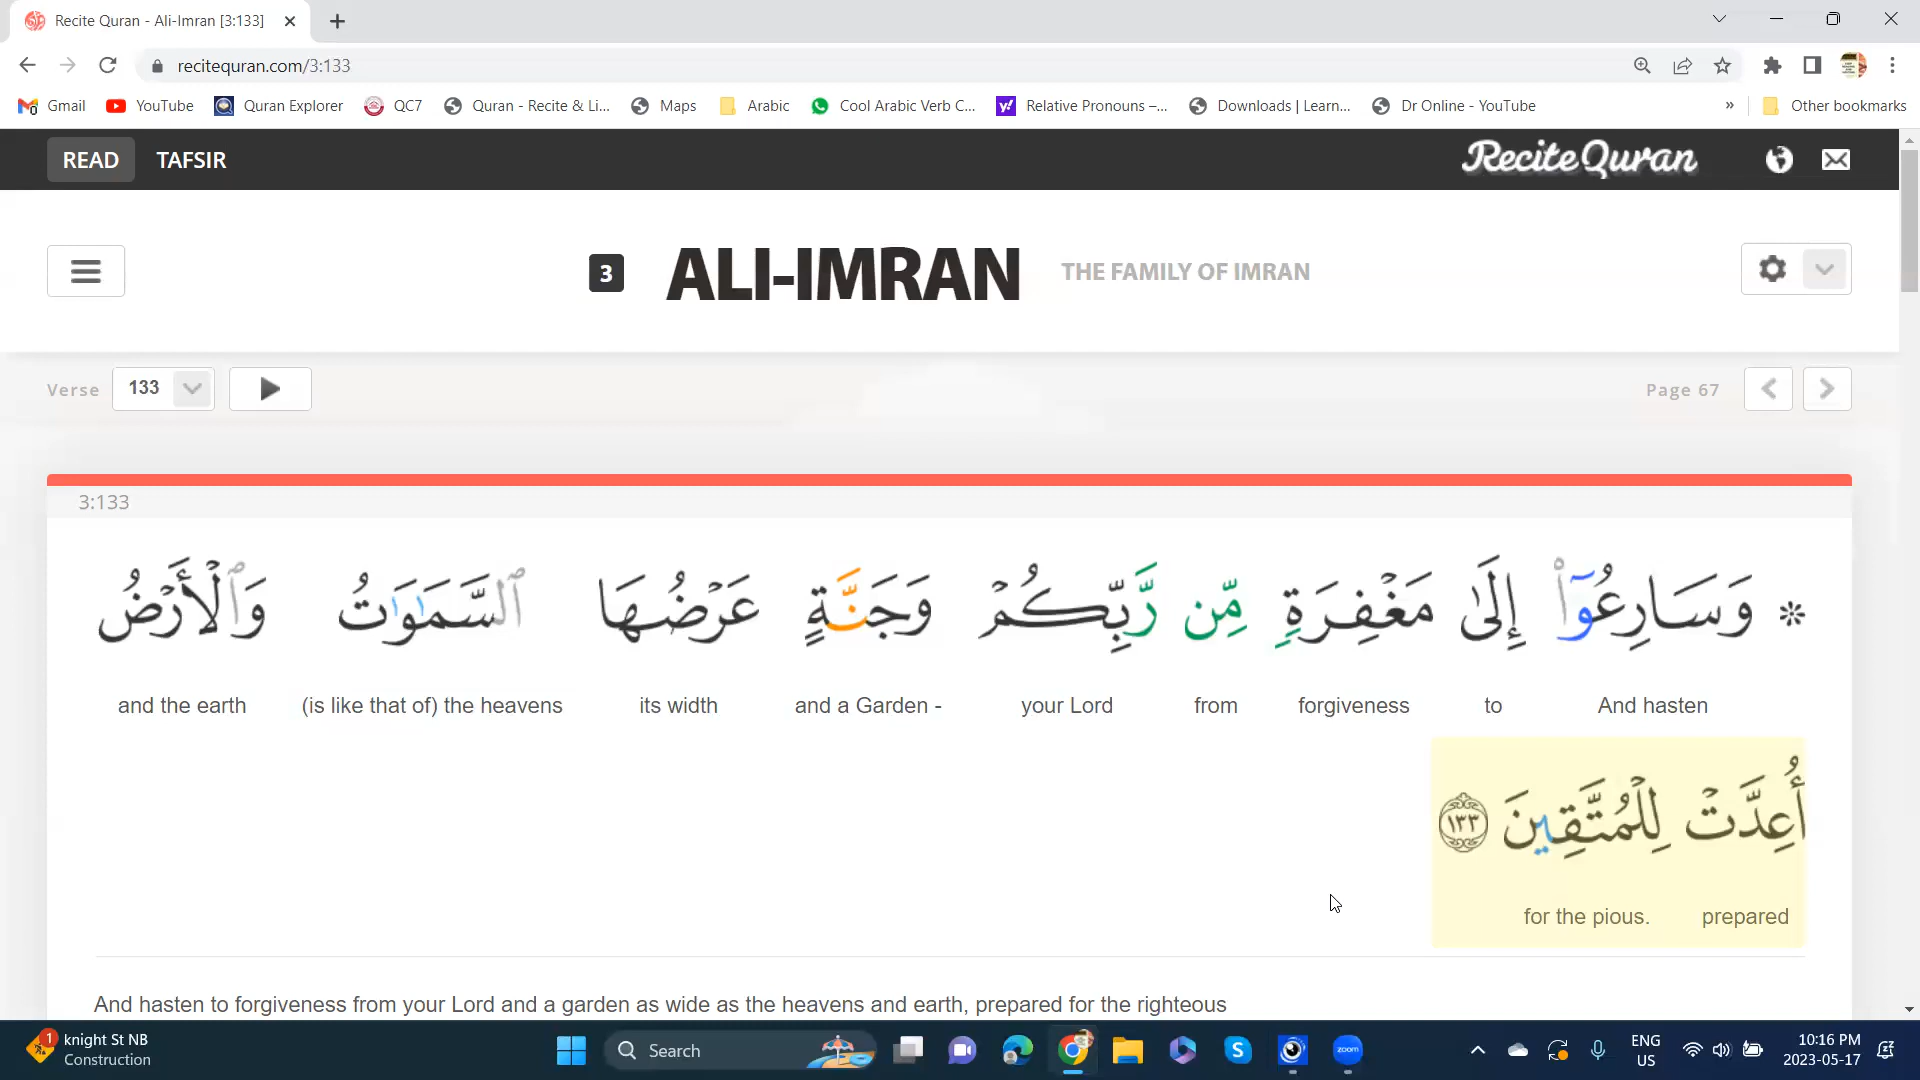 Recite Quran - Ali-Imran [3:133]
recitequran.com/3:133
Gmail YouTube Quran Explorer QC7 Quran - Recite & Li... Maps Arabic Cool Arabic Verb C... Relative Pronouns –... Downloads | Learn... Dr Online - YouTube » Other bookmarks
READ TAFSIR ReciteQuran
3 ALI-IMRAN THE FAMILY OF IMRAN
Verse 133 Page 67
3:133
* وَسَارِعُوٓا۟ إِلَىٰ مَغْفِرَةٍ مِّن رَّبِّكُمْ وَجَنَّةٍ عَرْضُهَا ٱلسَّمَـٰوَٰتُ وَٱلْأَرْضُ
and the earth (is like that of) the heavens its width and a Garden - your Lord from forgiveness to And hasten
أُعِدَّتْ لِلْمُتَّقِينَ ١٣٣
for the pious. prepared
And hasten to forgiveness from your Lord and a garden as wide as the heavens and earth, prepared for the righteous
1 knight St NB
Construction
Search
zoom
ENG
US
10:16 PM
2023-05-17